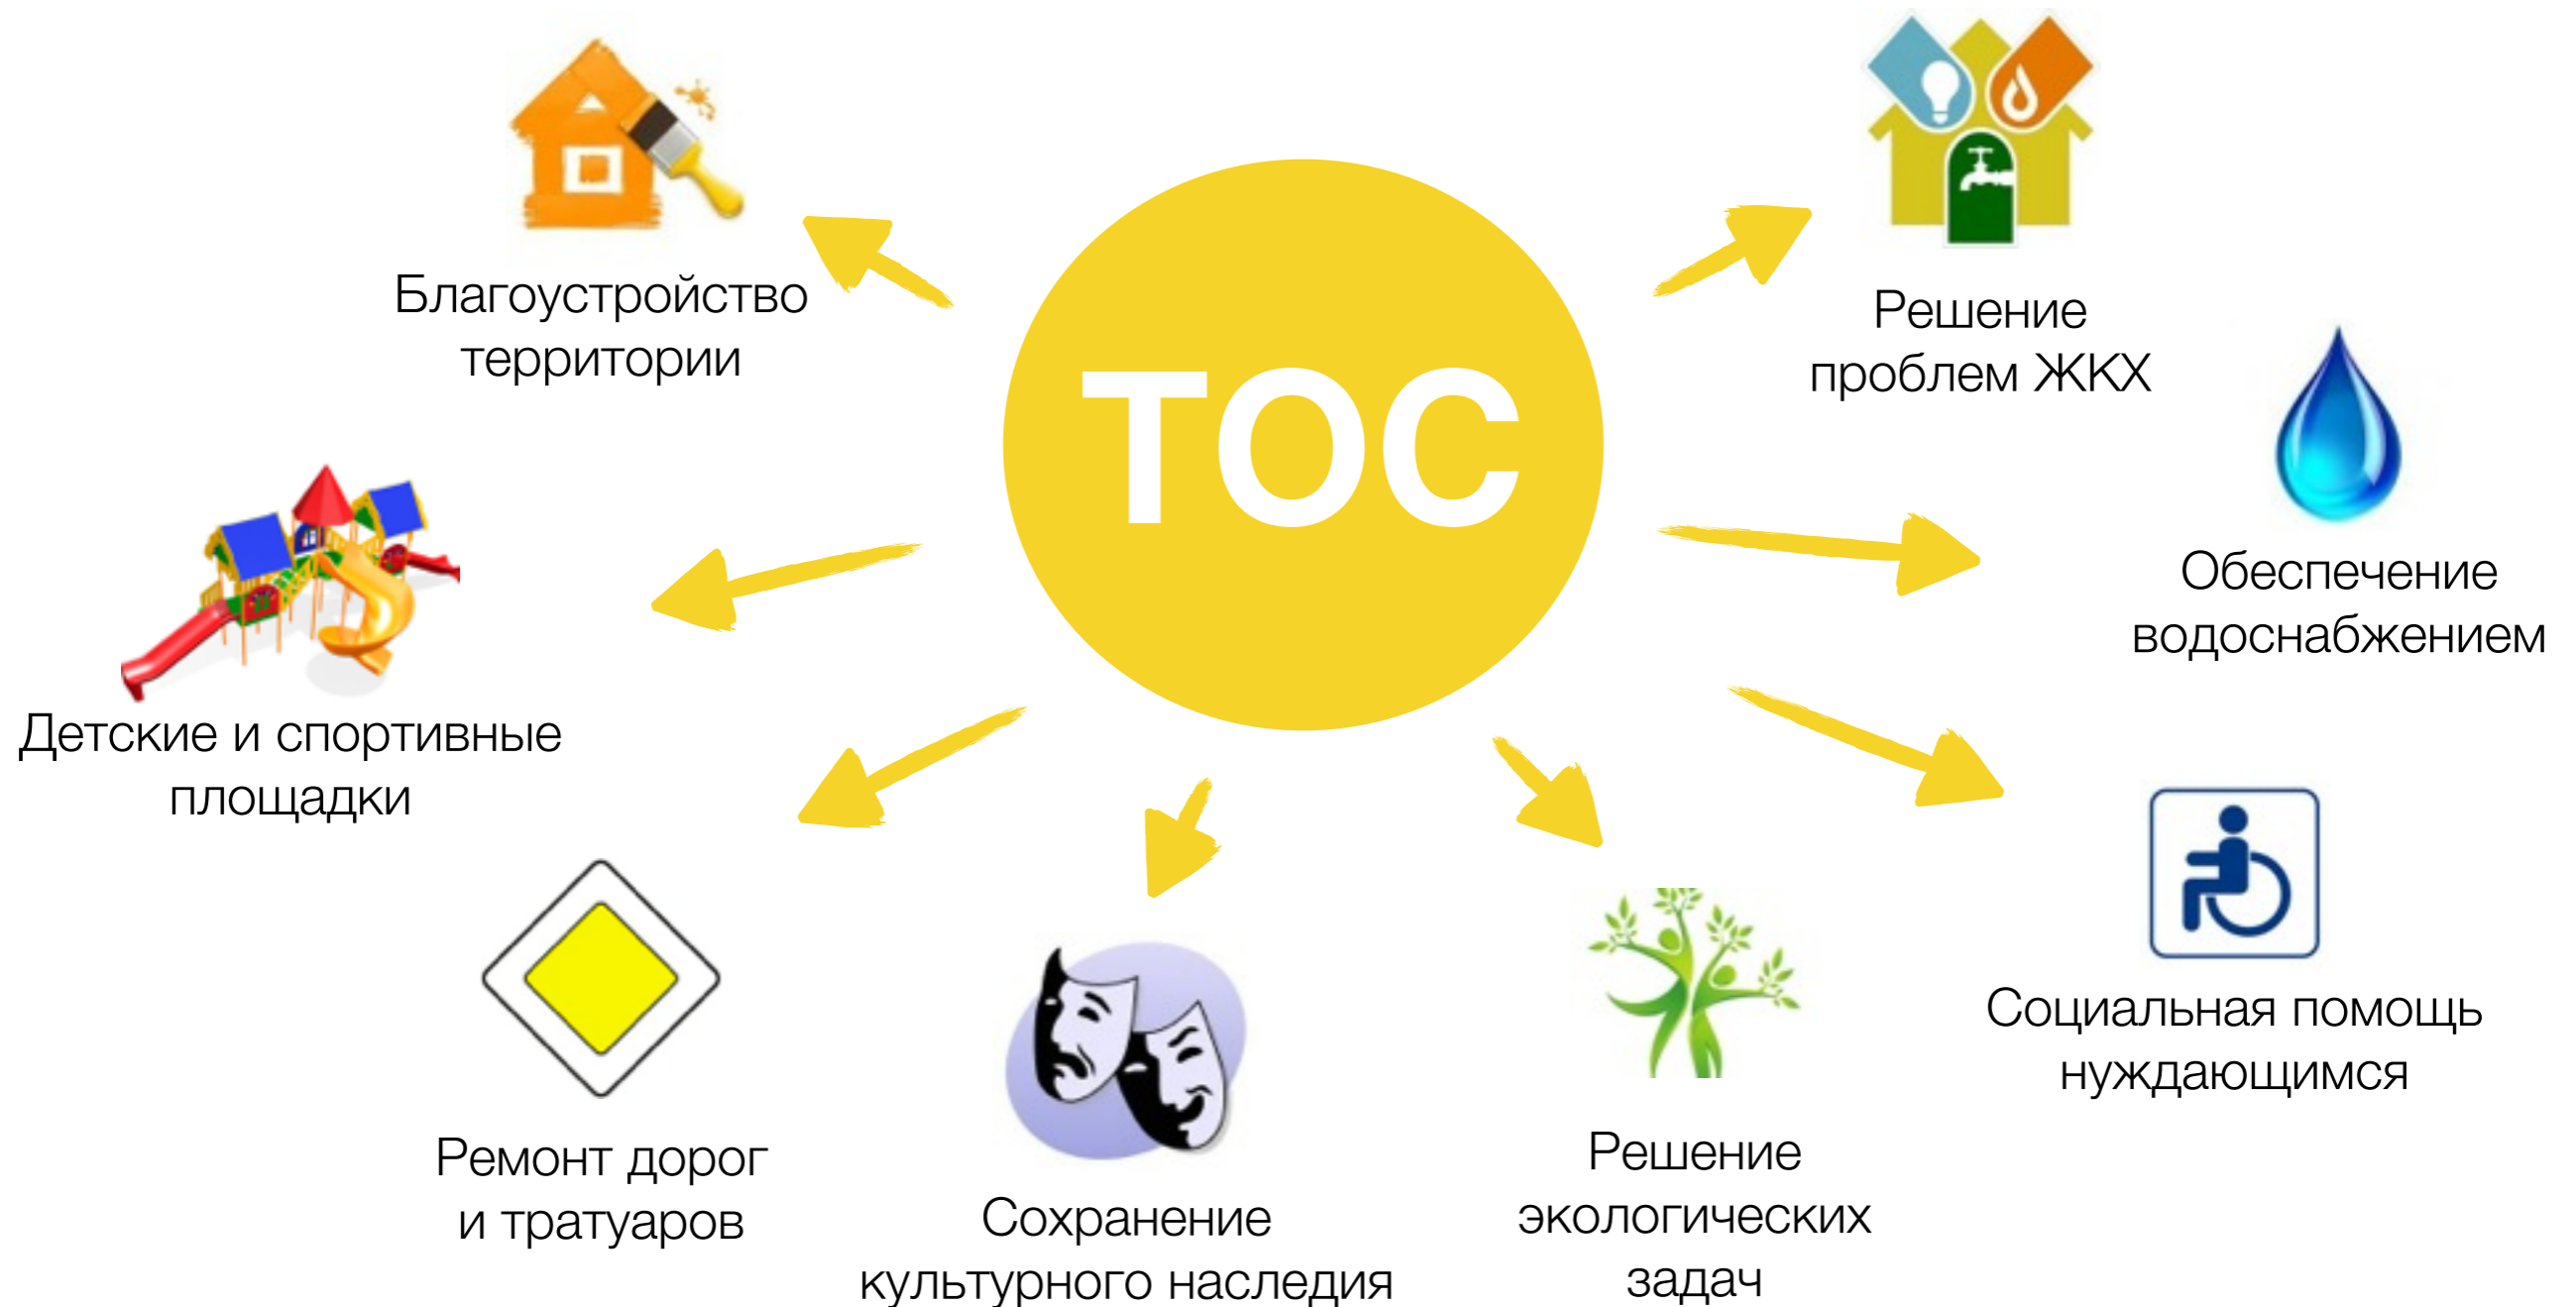 ТОС
Благоустройство
территории
Решение
проблем ЖКХ
Обеспечение
водоснабжением
Детские и спортивные
площадки
Социальная помощь
нуждающимся
Ремонт дорог
и тратуаров
Сохранение
культурного наследия
Решение
экологических
задач